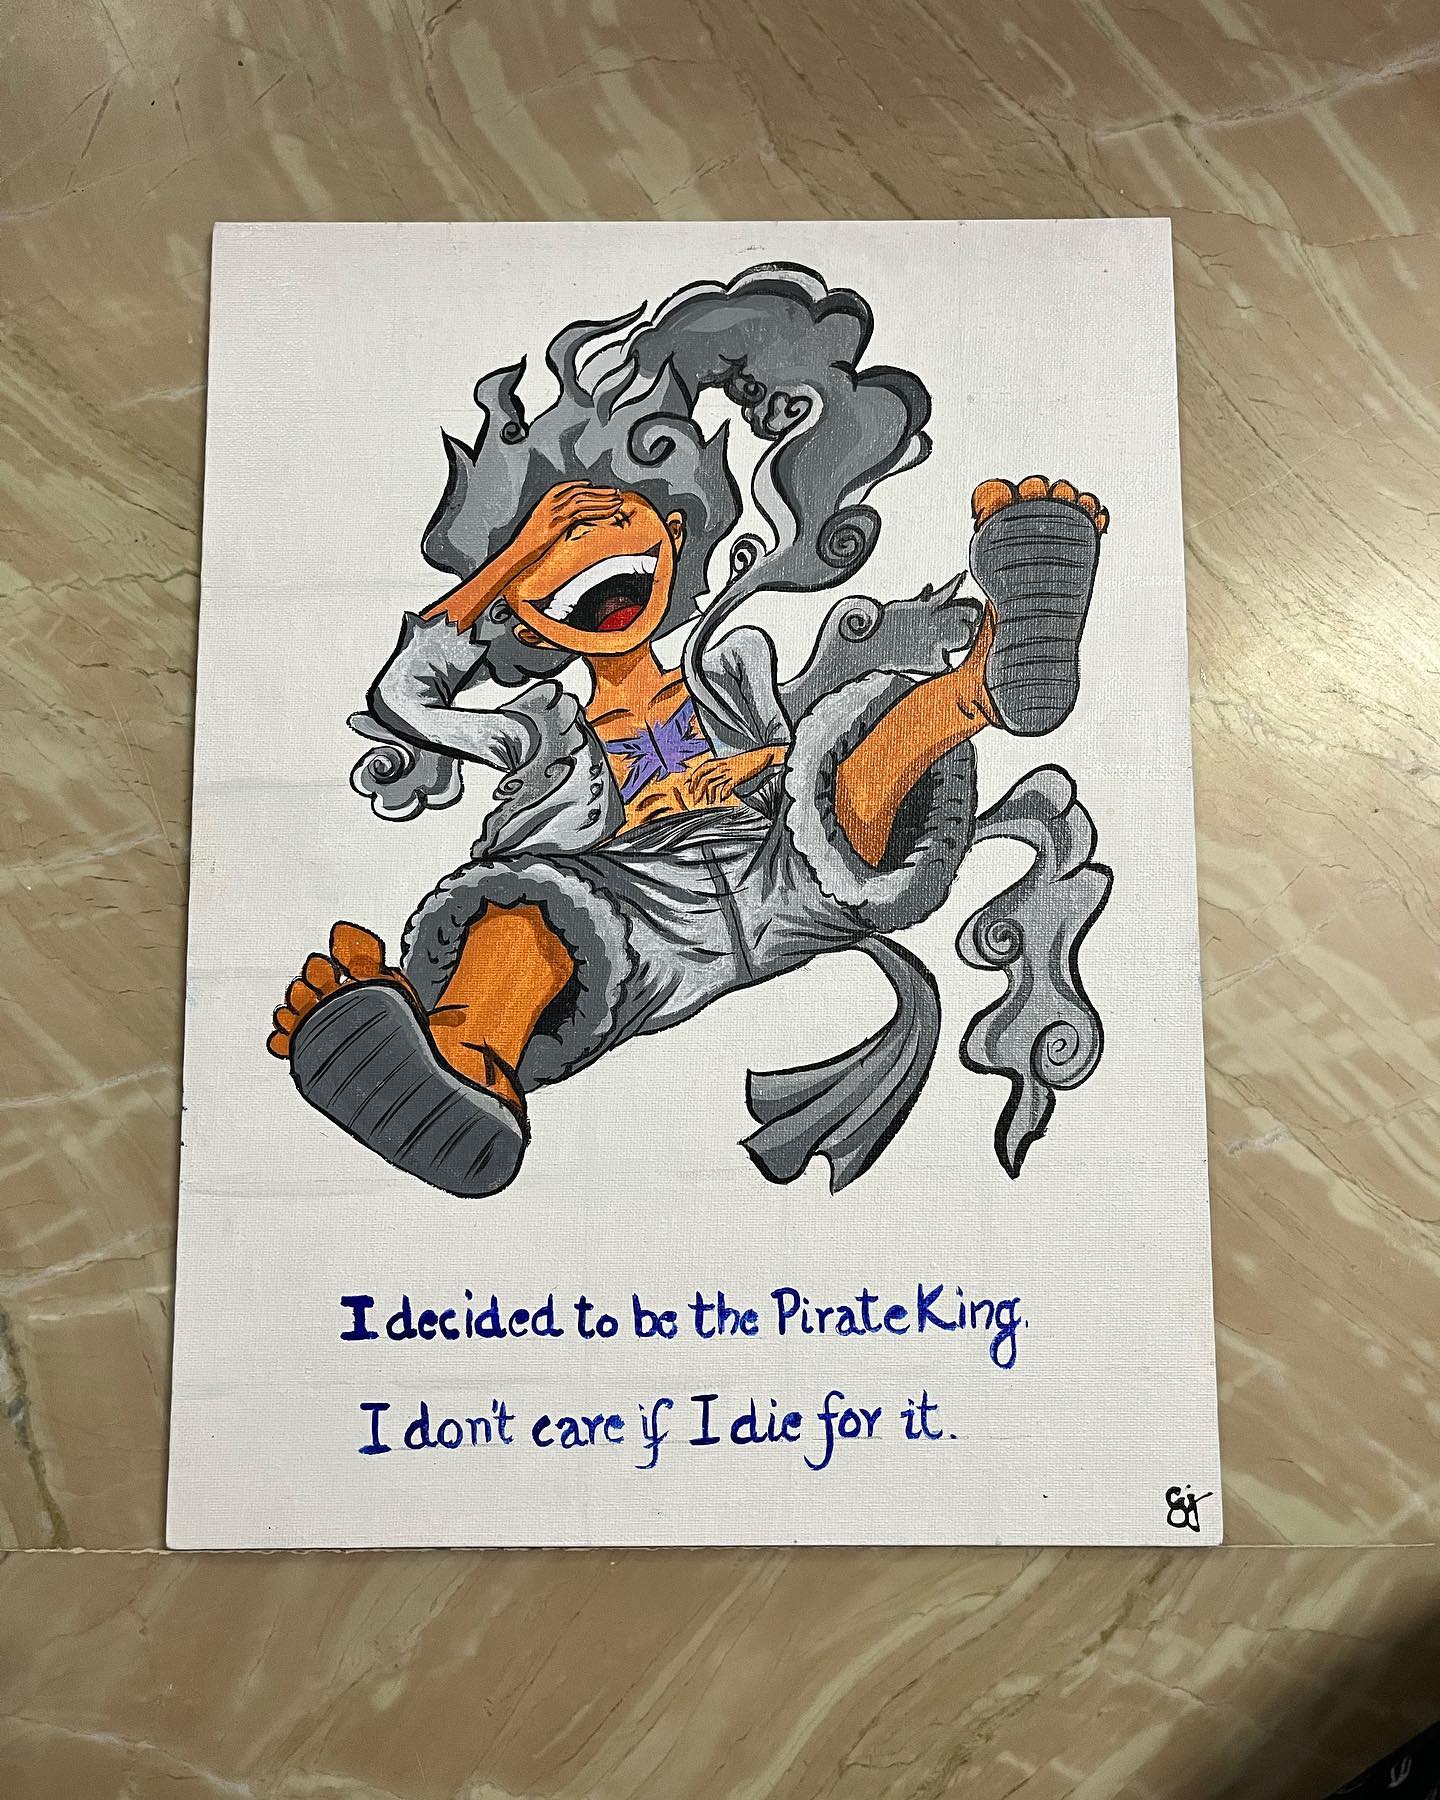 I decided to be the Pirate King.
I don't care if I die for it.